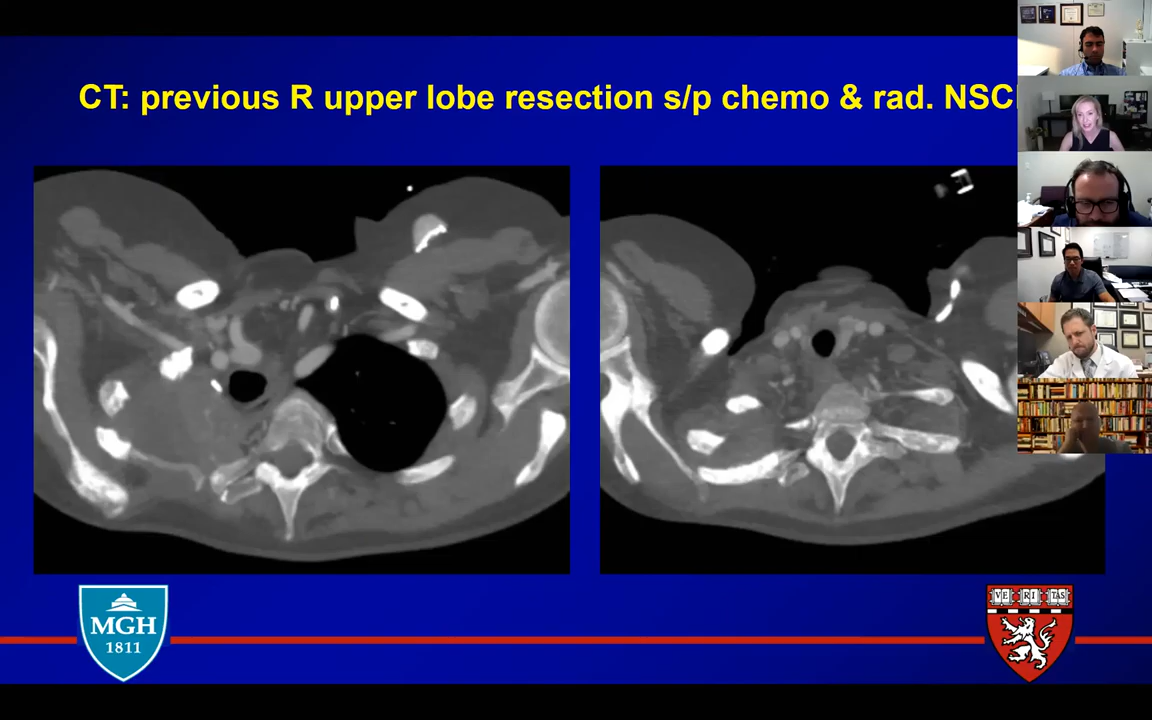 CT: previous R upper lobe resection s/p chemo & rad. NSC
MGH
1811
VE RI TAS